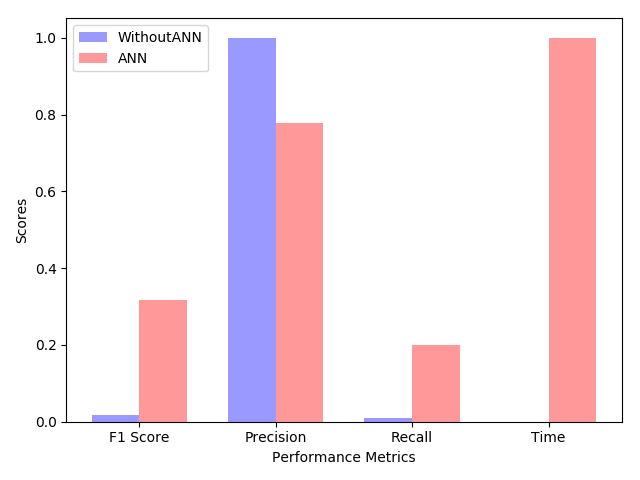 WithoutANN
ANN
1.0
0.8
0.6
0.4
0.2
0.0
Scores
F1 Score
Precision
Recall
Time
Performance Metrics